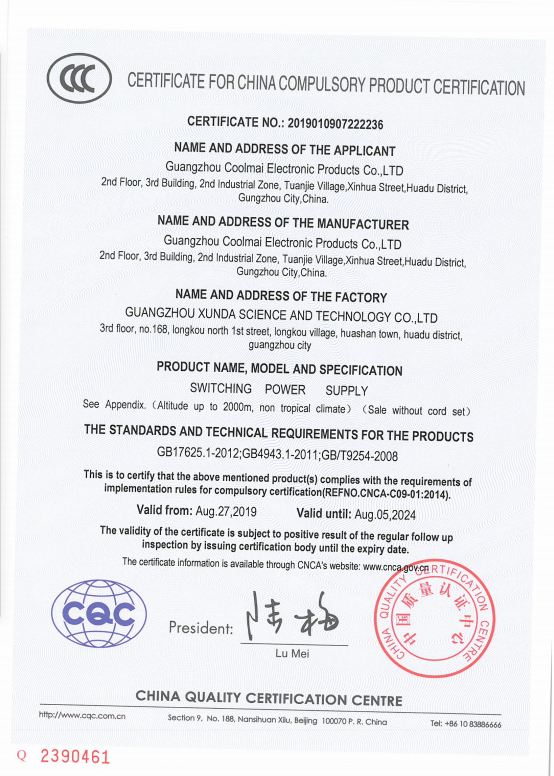 CCC
CERTIFICATE FOR CHINA COMPULSORY PRODUCT CERTIFICATION
CERTIFICATE NO.: 2019010907222236
NAME AND ADDRESS OF THE APPLICANT
Guangzhou Coolmai Electronic Products Co.,LTD
2nd Floor, 3rd Building, 2nd Industrial Zone, Tuanjie Village,Xinhua Street,Huadu District,
Gungzhou City,China.
NAME AND ADDRESS OF THE MANUFACTURER
Guangzhou Coolmai Electronic Products Co.,LTD
2nd Floor, 3rd Building, 2nd Industrial Zone, Tuanjie Village,Xinhua Street,Huadu District,
Gungzhou City,China.
NAME AND ADDRESS OF THE FACTORY
GUANGZHOU XUNDA SCIENCE AND TECHNOLOGY CO.,LTD
3rd floor, no.168, longkou north 1st street, longkou village, huashan town, huadu district,
guangzhou city
PRODUCT NAME, MODEL AND SPECIFICATION
SWITCHING POWER SUPPLY
See Appendix.（Altitude up to 2000m, non tropical climate）（Sale without cord set）
THE STANDARDS AND TECHNICAL REQUIREMENTS FOR THE PRODUCTS
GB17625.1-2012;GB4943.1-2011;GB/T9254-2008
This is to certify that the above mentioned product(s) complies with the requirements of
implementation rules for compulsory certification(REFNO.CNCA-C09-01:2014).
Valid from: Aug.27,2019 Valid until: Aug.05,2024
The validity of the certificate is subject to positive result of the regular follow up
inspection by issuing certification body until the expiry date.
The certificate information is available through CNCA's website: www.cnca.gov.cn
CQC
President:
陆梅
Lu Mei
CHINA QUALITY CERTIFICATION CENTRE
中国质量认证中心
CHINA QUALITY CERTIFICATION CENTRE
http://www.cqc.com.cn
Section 9, No. 188, Nansihuan Xilu, Beijing 100070 P. R. China
Tel: +86 10 83886666
Q 2390461